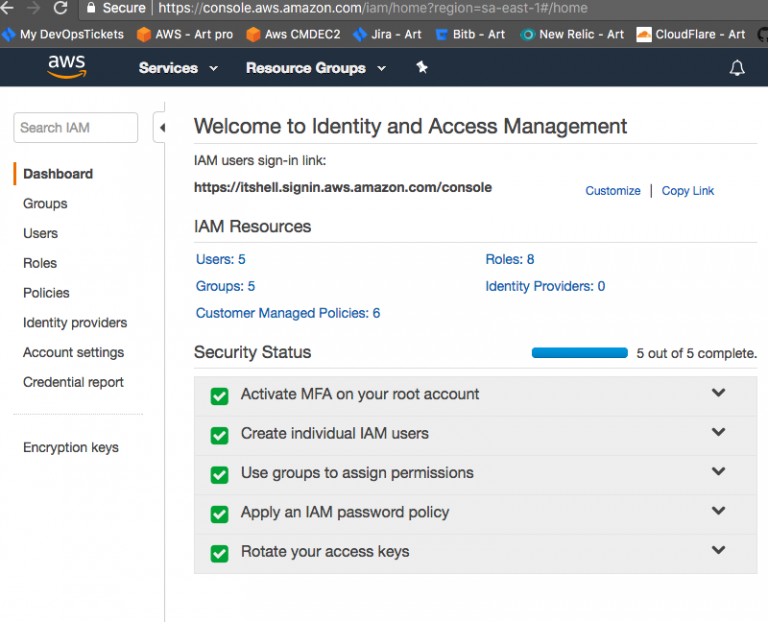 Secure | https://console.aws.amazon.com/iam/home?region=sa-east-1#/home
My DevOpsTickets AWS - Art pro Aws CMDEC2 Jira - Art Bitb - Art New Relic - Art CloudFlare - Art
aws Services Resource Groups
Search IAM
Dashboard
Groups
Users
Roles
Policies
Identity providers
Account settings
Credential report
Encryption keys
Welcome to Identity and Access Management
IAM users sign-in link:
https://itshell.signin.aws.amazon.com/console Customize | Copy Link
IAM Resources
Users: 5 Roles: 8
Groups: 5 Identity Providers: 0
Customer Managed Policies: 6
Security Status 5 out of 5 complete.
Activate MFA on your root account
Create individual IAM users
Use groups to assign permissions
Apply an IAM password policy
Rotate your access keys